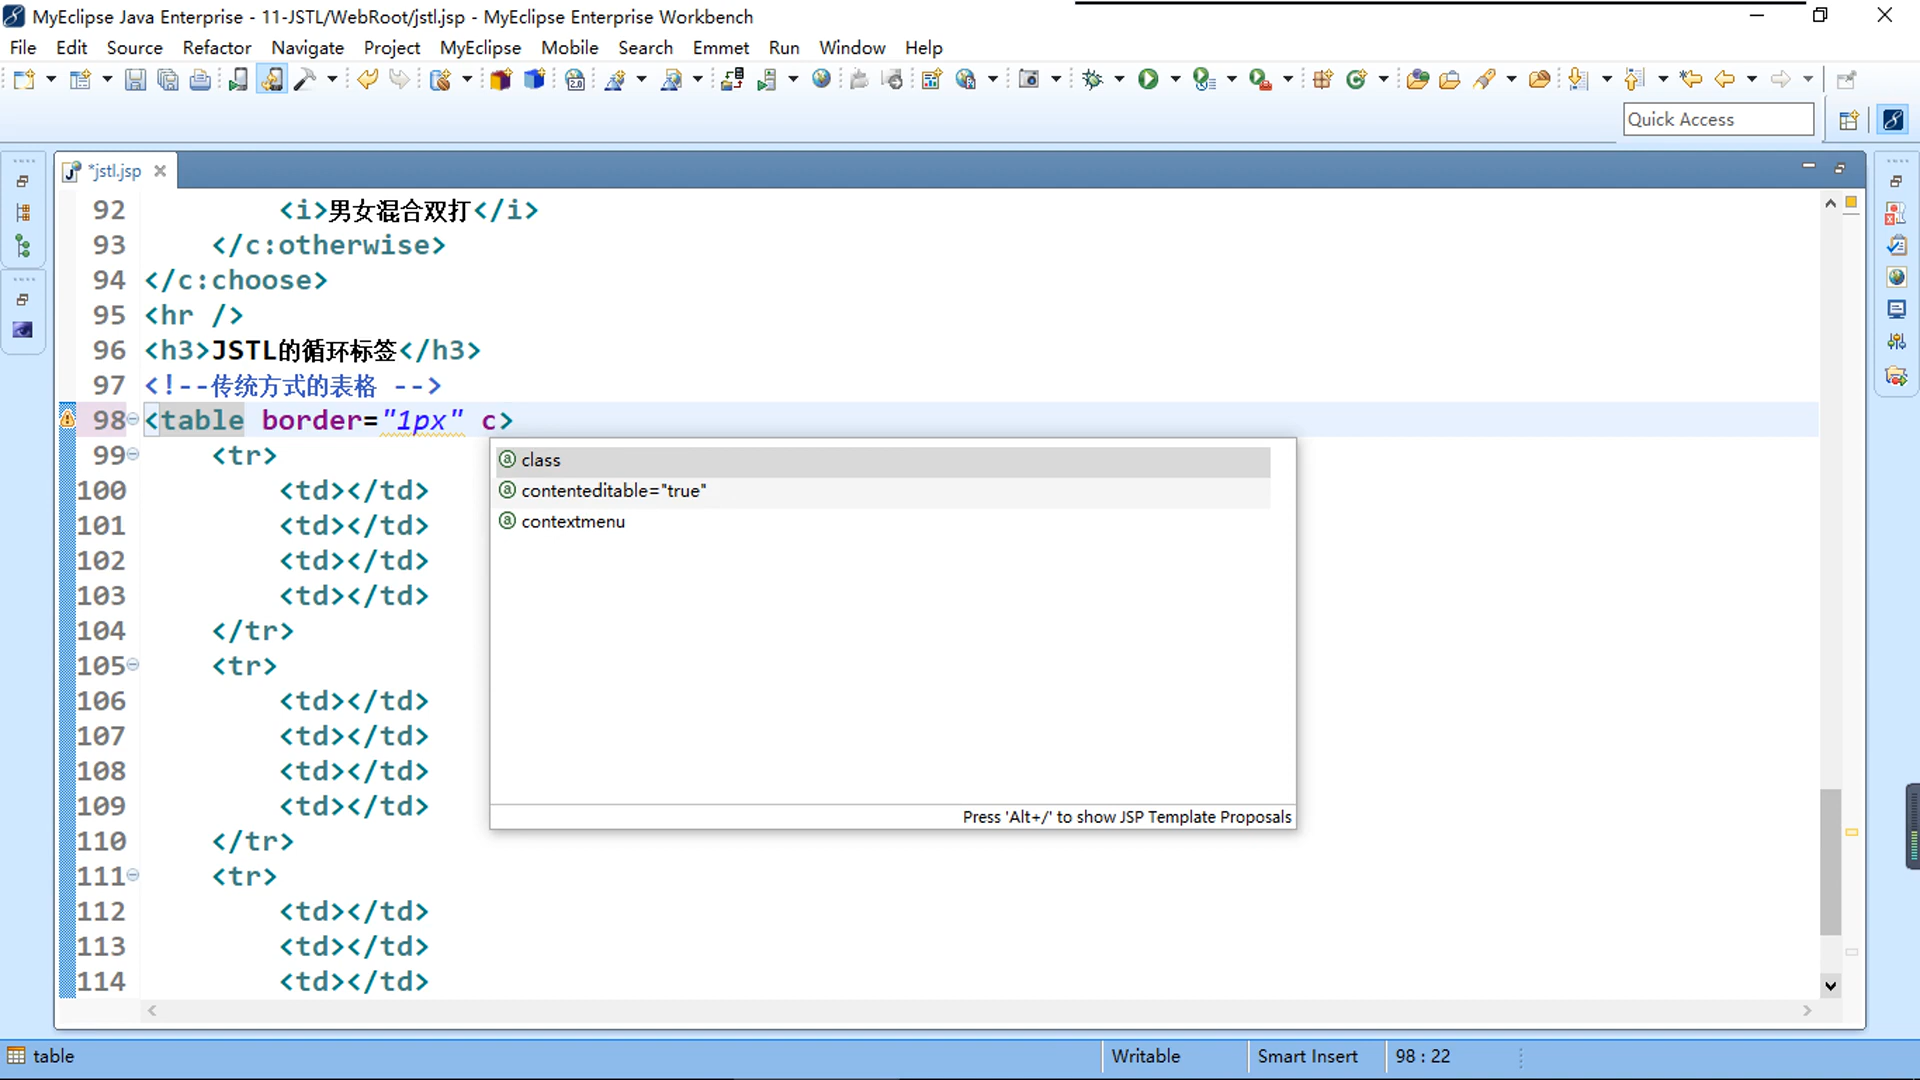 MyEclipse Java Enterprise - 11-JSTL/WebRoot/jstl.jsp - MyEclipse Enterprise Workbench
File Edit Source Refactor Navigate Project MyEclipse Mobile Search Emmet Run Window Help
Quick Access
*jstl.jsp
92 <i>男女混合双打</i>
93 </c:otherwise>
94 </c:choose>
95 <hr />
96 <h3>JSTL的循环标签</h3>
97 <!--传统方式的表格 -->
98 <table border="1px" c>
99 <tr>
100 <td></td>
101 <td></td>
102 <td></td>
103 <td></td>
104 </tr>
105 <tr>
106 <td></td>
107 <td></td>
108 <td></td>
109 <td></td>
110 </tr>
111 <tr>
112 <td></td>
113 <td></td>
114 <td></td>
class
contenteditable="true"
contextmenu
Press 'Alt+/' to show JSP Template Proposals
table Writable Smart Insert 98 : 22